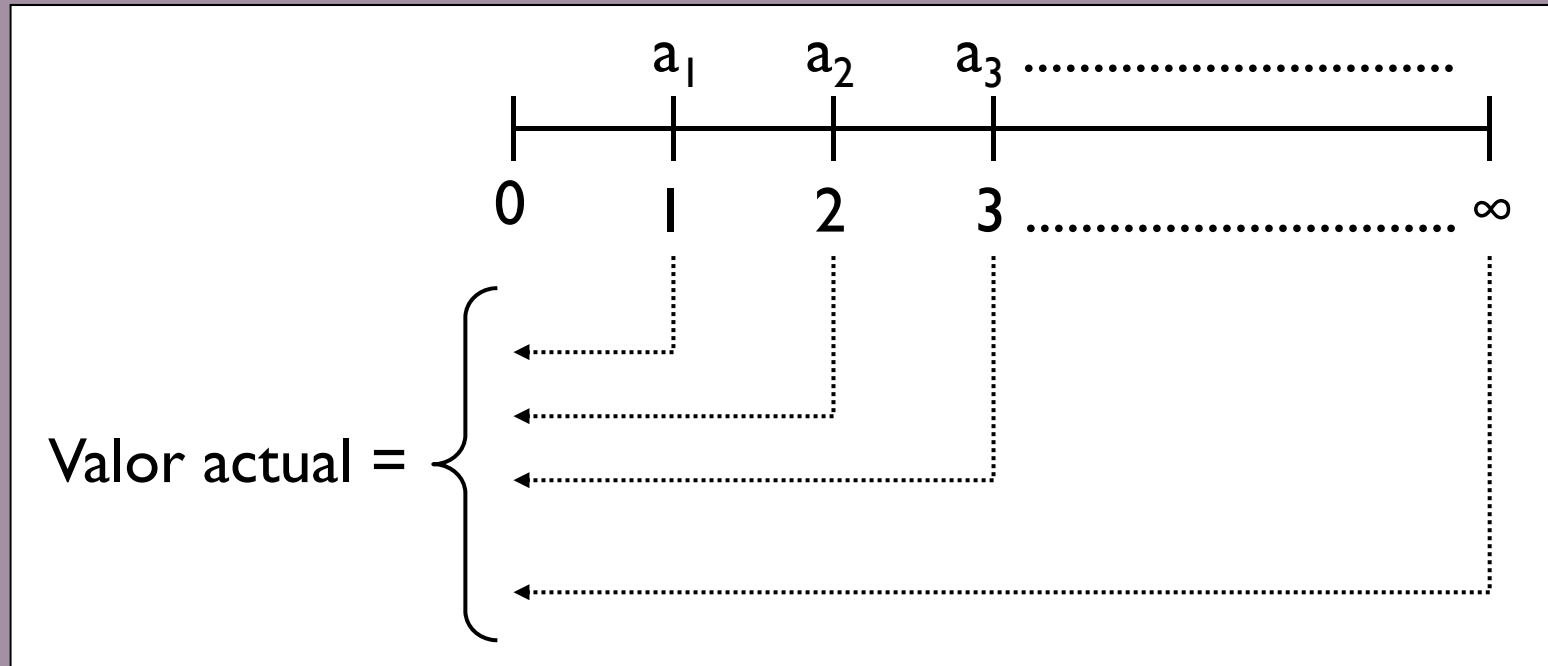 a₁ a₂ a₃ ...............................
0 1 2 3 ............................... ∞
Valor actual =